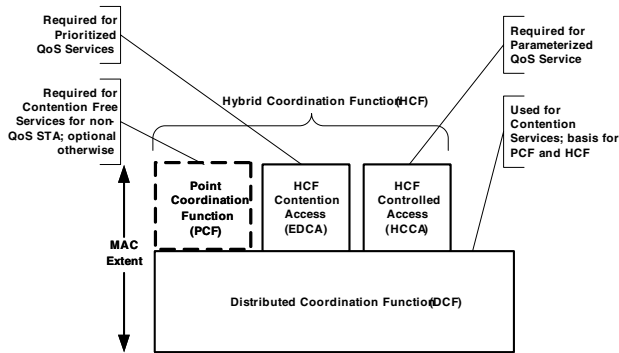 Required for
Prioritized
QoS Services
Required for
Parameterized
QoS Service
Required for
Contention Free
Services for non-
QoS STA; optional
otherwise
Hybrid Coordination Function (HCF)
Used for
Contention
Services; basis for
PCF and HCF
Point
Coordination
Function
(PCF)
HCF
Contention
Access
(EDCA)
HCF
Controlled
Access
(HCCA)
MAC
Extent
Distributed Coordination Function (DCF)